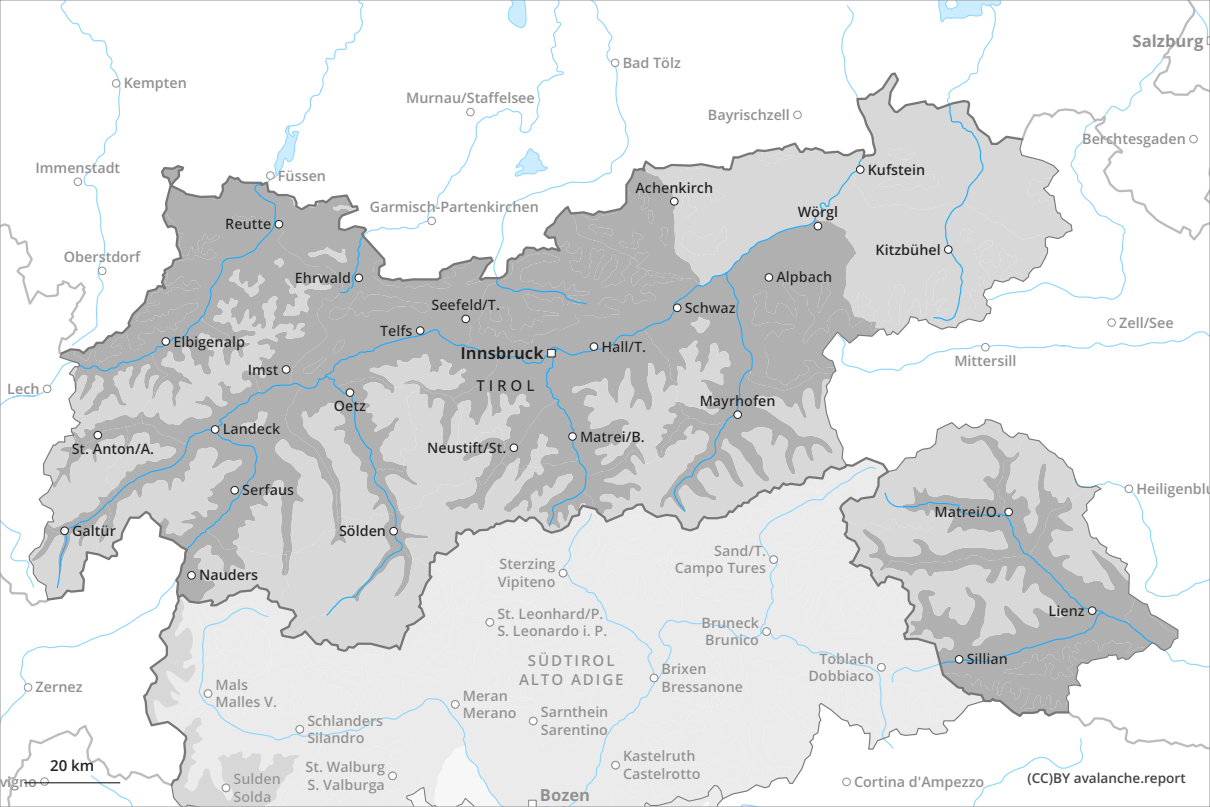 Salzburg
Bad Tölz
Kempten
Murnau/Staffelsee
Bayrischzell
Berchtesgaden
Immenstadt
Füssen
Kufstein
Achenkirch
Garmisch-Partenkirchen
Wörgl
Reutte
Kitzbühel
Oberstdorf
Ehrwald
Alpbach
Seefeld/T.
Schwaz
Zell/See
Telfs
Elbigenalp
Innsbruck
Hall/T.
Mittersill
Imst
TIROL
Lech
Oetz
Mayrhofen
Landeck
Matrei/B.
St. Anton/A.
Neustift/St.
Serfaus
Heiligenblu
Matrei/O.
Galtür
Sölden
Sand/T.
Campo Tures
Sterzing
Vipiteno
Nauders
Lienz
St. Leonhard/P.
S. Leonardo i. P.
Bruneck
Brunico
SÜDTIROL
ALTO ADIGE
Sillian
Toblach
Dobbiaco
Brixen
Bressanone
Zernez
Mals
Malles V.
Meran
Merano
Sarnthein
Sarentino
Schlanders
Silandro
Kastelruth
Castelrotto
20 km
St. Walburg
S. Valburga
vigno
Sulden
Solda
Cortina d'Ampezzo
(CC)BY avalanche.report
Bozen